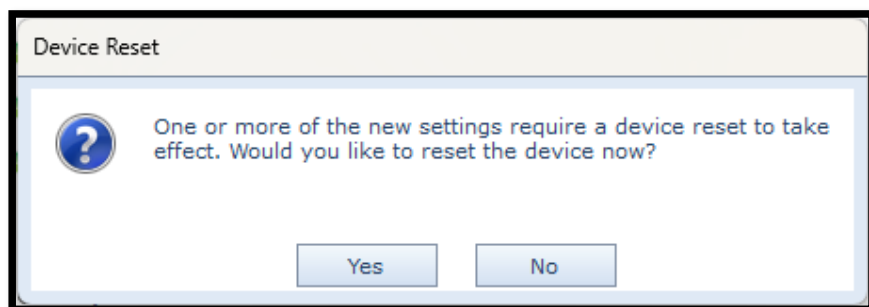 Device Reset
One or more of the new settings require a device reset to take
effect. Would you like to reset the device now?
Yes
No